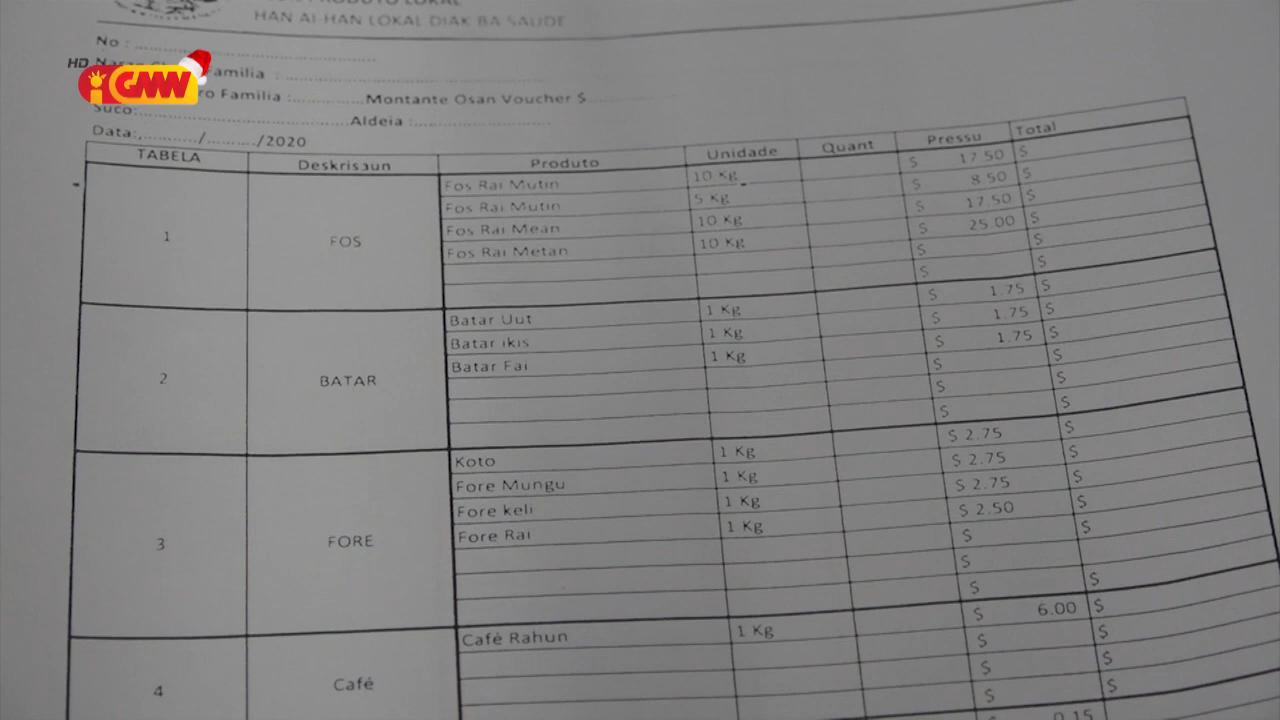 PRODUTO LOKAL
HAN AI-HAN LOKAL DIAK BA SAUDE
HD
GMN
No : ..............................
Familia : ..............................
ro Familia :.............Montante Osan Voucher $............
Suco:..............................Aldeia :....................
Data:.........../........../2020
TABELA Deskrisaun Produto Unidade Quant Pressu Total
1 FOS
Fos Rai Mutin 10 Kg $ 17.50 $
Fos Rai Mutin 5 Kg $ 8.50 $
Fos Rai Mean 10 Kg $ 17.50 $
Fos Rai Metan 10 Kg $ 25.00 $
$ $
$ $
2 BATAR
Batar Uut 1 Kg $ 1.75 $
Batar ikis 1 Kg $ 1.75 $
Batar Fai 1 Kg $ 1.75 $
$ $
$ $
3 FORE
Koto 1 Kg $ 2.75 $
Fore Mungu 1 Kg $ 2.75 $
Fore keli 1 Kg $ 2.75 $
Fore Rai 1 Kg $ 2.50 $
$ $
$
$ $
4 Café
Café Rahun 1 Kg $ 6.00 $
$ $
$ $
$ $
$ 0.15